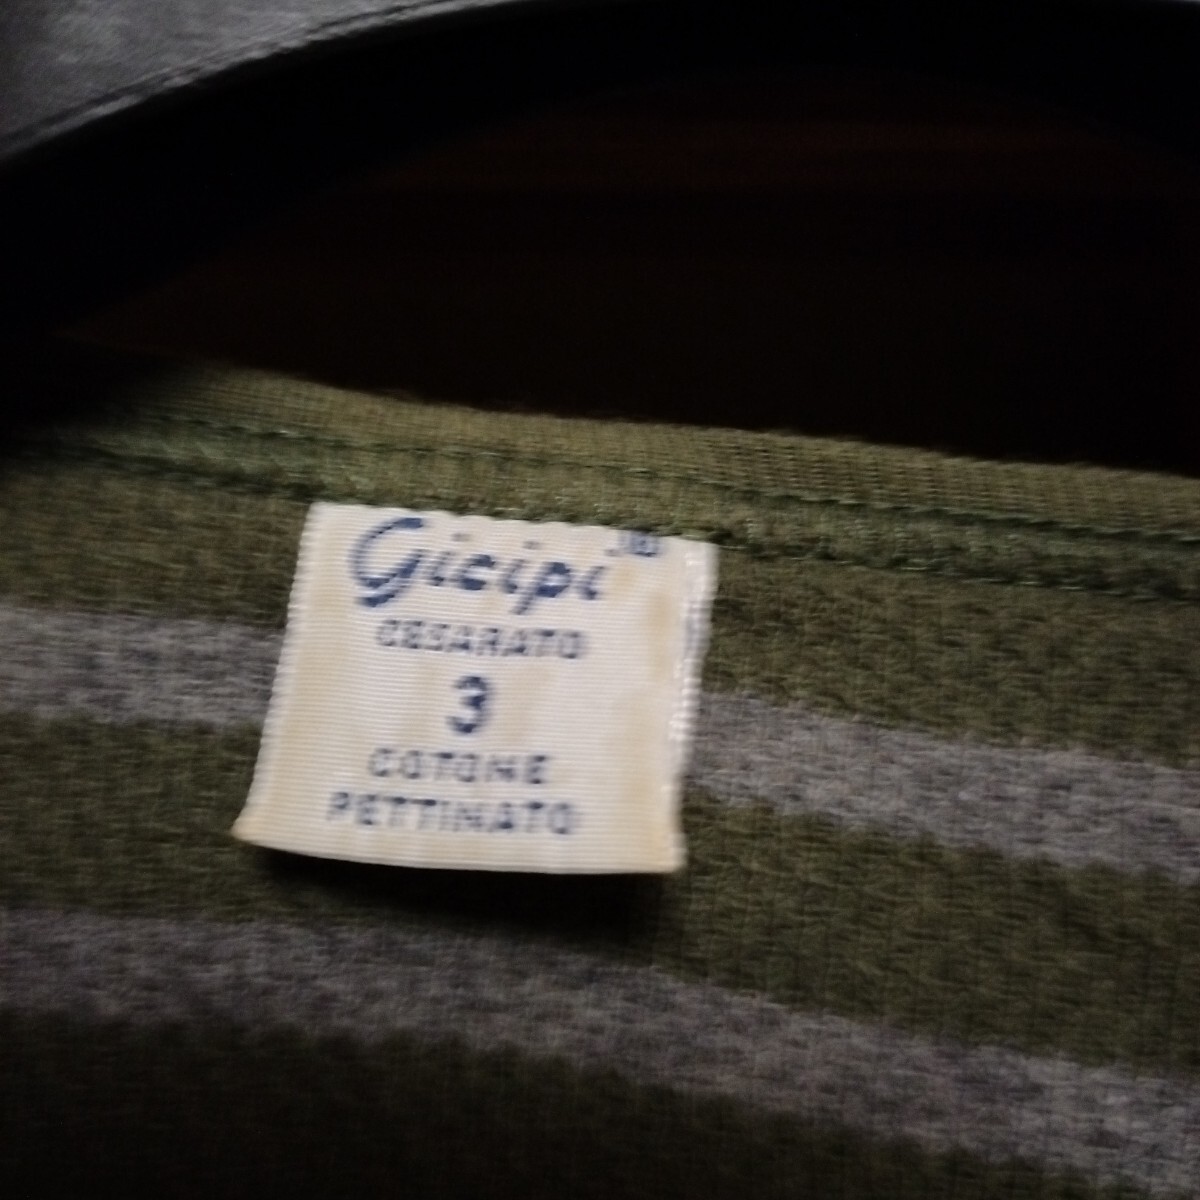 Gicipi
CESARATO
3
COTONE
PETTINATO